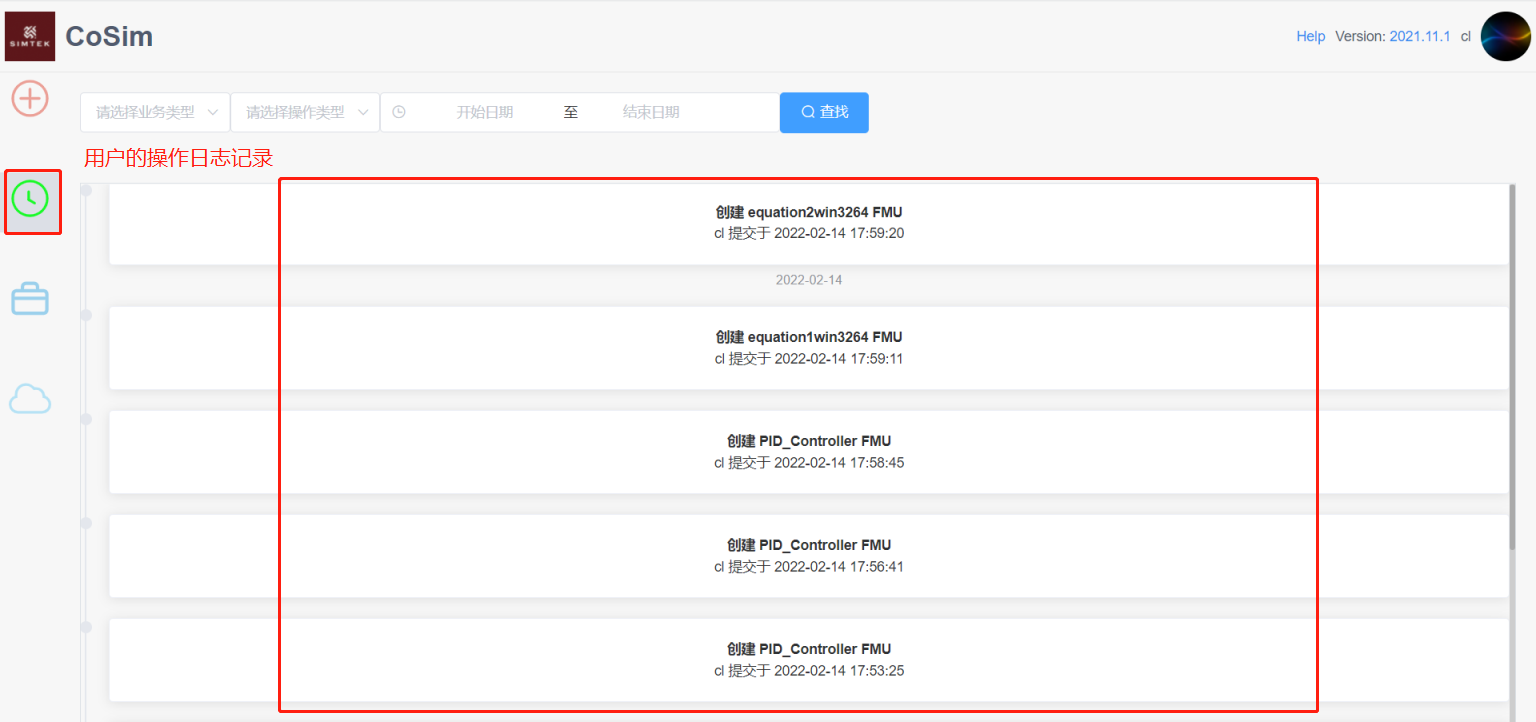 SIMTEK
CoSim
Help Version: 2021.11.1 cl
请选择业务类型 请选择操作类型 开始日期 至 结束日期 查找
用户的操作日志记录
创建 equation2win3264 FMU
cl 提交于 2022-02-14 17:59:20
2022-02-14
创建 equation1win3264 FMU
cl 提交于 2022-02-14 17:59:11
创建 PID_Controller FMU
cl 提交于 2022-02-14 17:58:45
创建 PID_Controller FMU
cl 提交于 2022-02-14 17:56:41
创建 PID_Controller FMU
cl 提交于 2022-02-14 17:53:25